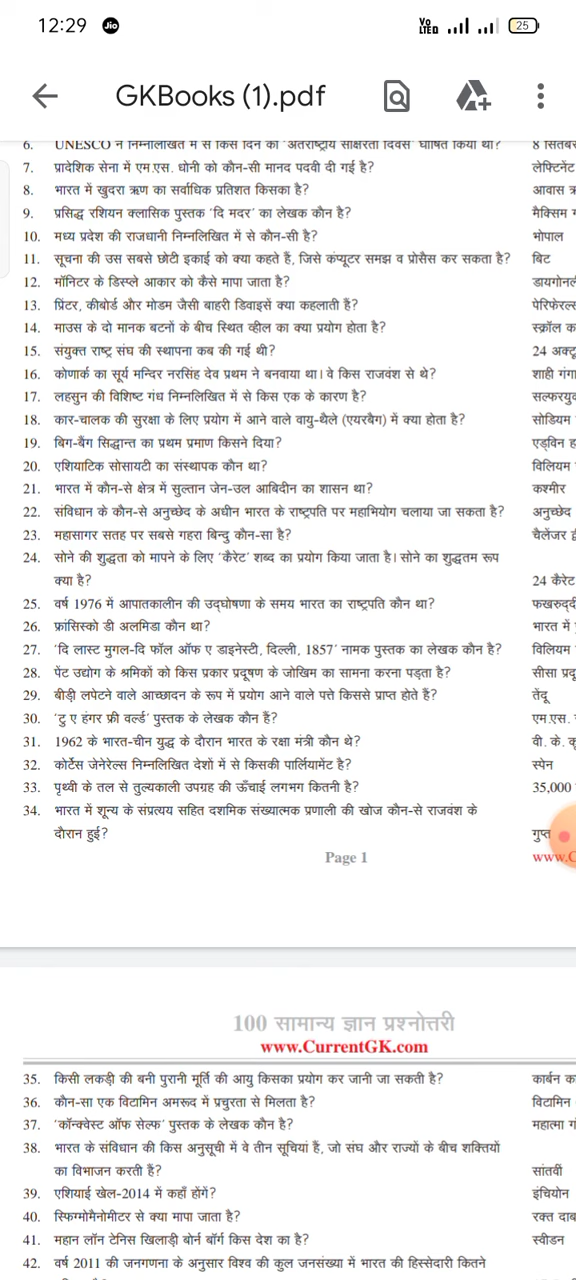 12:29 Jio Vo LTE 25
GKBooks (1).pdf
6. UNESCO ने निम्नलिखित में से किस दिन को 'अंतर्राष्ट्रीय साक्षरता दिवस' घोषित किया था? 8 सितंबर
7. प्रादेशिक सेना में एम.एस. धोनी को कौन-सी मानद पदवी दी गई है? लेफ्टिनेंट
8. भारत में खुदरा ऋण का सर्वाधिक प्रतिशत किसका है? आवास
9. प्रसिद्ध रशियन क्लासिक पुस्तक 'दि मदर' का लेखक कौन है? मैक्सिम
10. मध्य प्रदेश की राजधानी निम्नलिखित में से कौन-सी है? भोपाल
11. सूचना की उस सबसे छोटी इकाई को क्या कहते हैं, जिसे कंप्यूटर समझ व प्रोसैस कर सकता है? बिट
12. मॉनिटर के डिस्प्ले आकार को कैसे मापा जाता है? डायगोनली
13. प्रिंटर, कीबोर्ड और मोडम जैसी बाहरी डिवाइसें क्या कहलाती हैं? पेरिफेरल्स
14. माउस के दो मानक बटनों के बीच स्थित व्हील का क्या प्रयोग होता है? स्क्रॉल
15. संयुक्त राष्ट्र संघ की स्थापना कब की गई थी? 24 अक्टू
16. कोणार्क का सूर्य मन्दिर नरसिंह देव प्रथम ने बनवाया था। वे किस राजवंश से थे? शाही गंगा
17. लहसुन की विशिष्ट गंध निम्नलिखित में से किस एक के कारण है? सल्फरयु
18. कार-चालक की सुरक्षा के लिए प्रयोग में आने वाले वायु-थैले (एयरबैग) में क्या होता है? सोडियम
19. बिग-बैंग सिद्धान्त का प्रथम प्रमाण किसने दिया? एड्विन ह
20. एशियाटिक सोसायटी का संस्थापक कौन था? विलियम
21. भारत में कौन-से क्षेत्र में सुल्तान जेन-उल आबिदीन का शासन था? कश्मीर
22. संविधान के कौन-से अनुच्छेद के अधीन भारत के राष्ट्रपति पर महाभियोग चलाया जा सकता है? अनुच्छेद
23. महासागर सतह पर सबसे गहरा बिन्दु कौन-सा है? चैलेंजर
24. सोने की शुद्धता को मापने के लिए 'कैरेट' शब्द का प्रयोग किया जाता है। सोने का शुद्धतम रूप
क्या है? 24 कैरेट
25. वर्ष 1976 में आपातकालीन की उद्घोषणा के समय भारत का राष्ट्रपति कौन था? फखरुद्दी
26. फ्रांसिस्को डी अलमिडा कौन था? भारत में
27. 'दि लास्ट मुगल-दि फॉल ऑफ ए डाइनेस्टी, दिल्ली, 1857' नामक पुस्तक का लेखक कौन है? विलियम
28. पेंट उद्योग के श्रमिकों को किस प्रकार प्रदूषण के जोखिम का सामना करना पड़ता है? सीसा प्रदू
29. बीड़ी लपेटने वाले आच्छादन के रूप में प्रयोग आने वाले पत्ते किससे प्राप्त होते हैं? तेंदू
30. 'टु ए हंगर फ्री वर्ल्ड' पुस्तक के लेखक कौन हैं? एम.एस.
31. 1962 के भारत-चीन युद्ध के दौरान भारत के रक्षा मंत्री कौन थे? वी. के. कृ
32. कोर्टेस जेनेरेल्स निम्नलिखित देशों में से किसकी पार्लियामेंट है? स्पेन
33. पृथ्वी के तल से तुल्यकाली उपग्रह की ऊँचाई लगभग कितनी है? 35,000
34. भारत में शून्य के संप्रत्यय सहित दशमिक संख्यात्मक प्रणाली की खोज कौन-से राजवंश के
दौरान हुई? गुप्त
Page 1 www.C
100 सामान्य ज्ञान प्रश्नोत्तरी
www.CurrentGK.com
35. किसी लकड़ी की बनी पुरानी मूर्ति की आयु किसका प्रयोग कर जानी जा सकती है? कार्बन
36. कौन-सा एक विटामिन अमरूद में प्रचुरता से मिलता है? विटामिन
37. 'कॉन्क्वेस्ट ऑफ सेल्फ' पुस्तक के लेखक कौन है? महात्मा
38. भारत के संविधान की किस अनुसूची में वे तीन सूचियां हैं, जो संघ और राज्यों के बीच शक्तियों
का विभाजन करती हैं? सांतवीं
39. एशियाई खेल-2014 में कहाँ होंगें? इंचियोन
40. स्फिग्मोमैनोमीटर से क्या मापा जाता है? रक्त दाब
41. महान लॉन टेनिस खिलाड़ी बोर्न बॉर्ग किस देश का है? स्वीडन
42. वर्ष 2011 की जनगणना के अनुसार विश्व की कुल जनसंख्या में भारत की हिस्सेदारी कितने